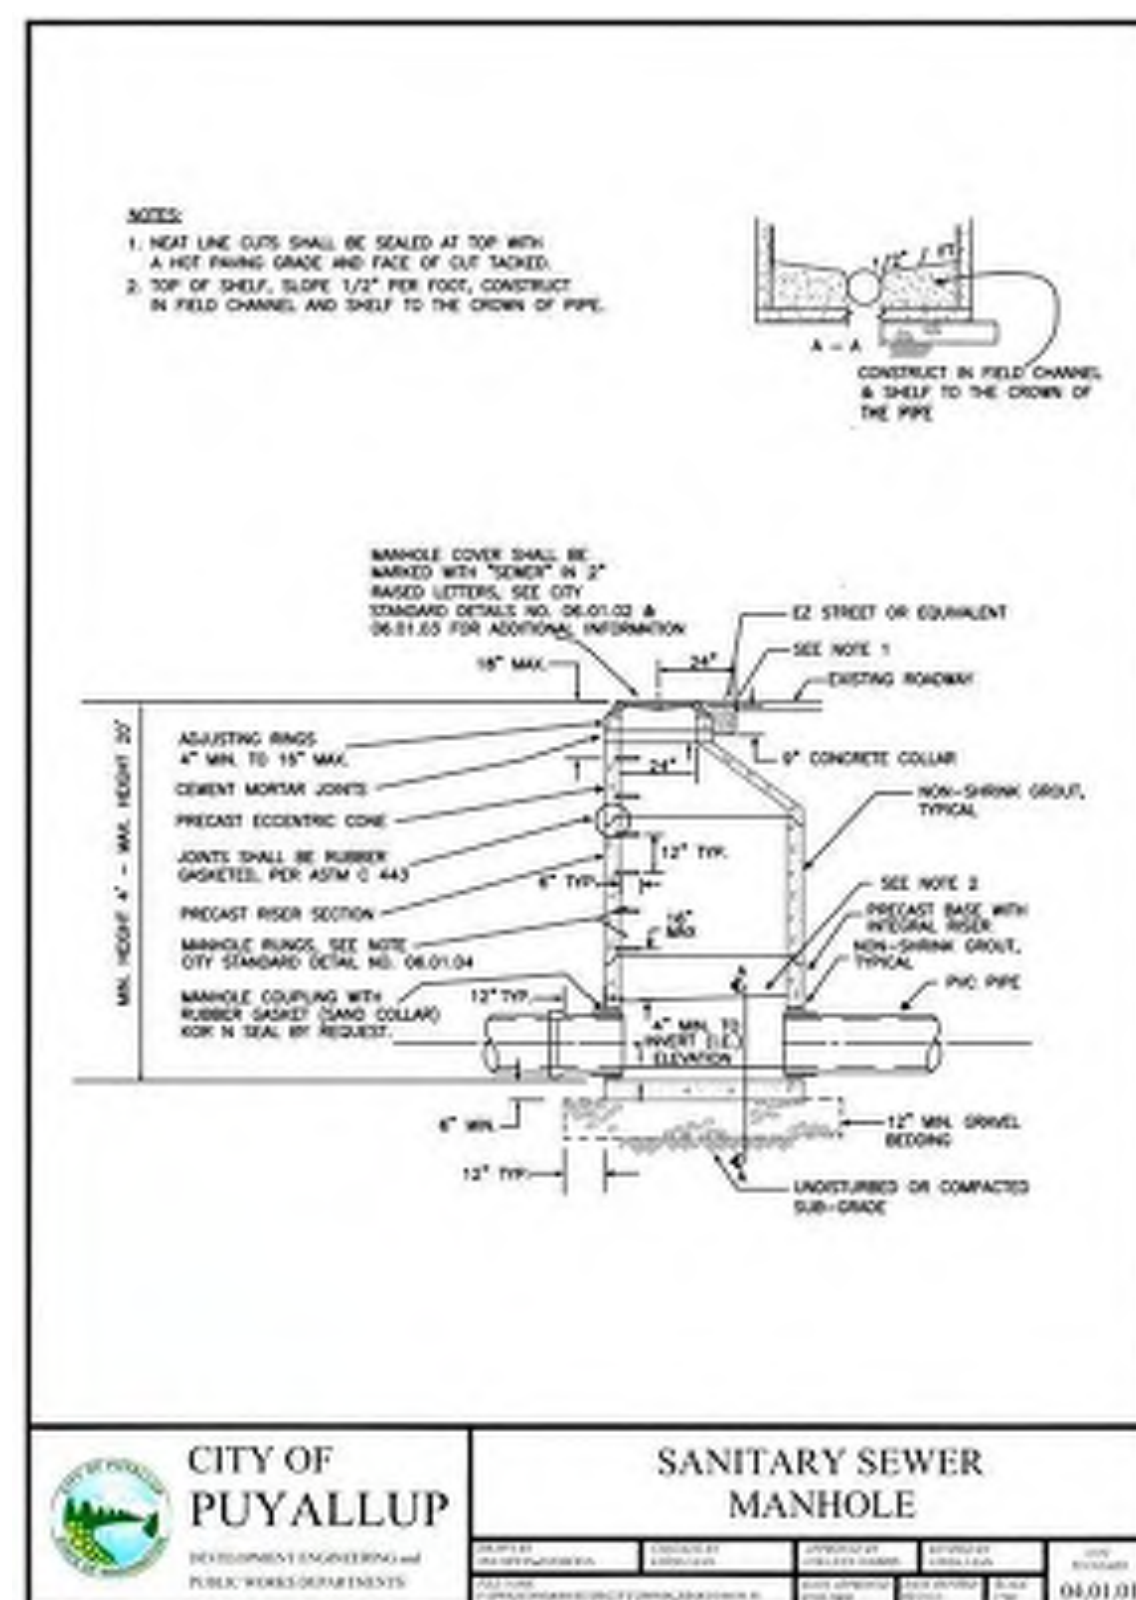 NOTES:
1. NEAT LINE CUTS SHALL BE SEALED AT TOP WITH
A HOT PAVING GRADE AND FACE OF CUT TACKED.
2. TOP OF SHELF, SLOPE 1/2" PER FOOT, CONSTRUCT
IN FIELD CHANNEL AND SHELF TO THE CROWN OF PIPE.
1/2" / FT
A - A
CONSTRUCT IN FIELD CHANNEL
& SHELF TO THE CROWN OF
THE PIPE
MANHOLE COVER SHALL BE
MARKED WITH "SEWER" IN 2"
RAISED LETTERS, SEE CITY
STANDARD DETAILS NO. 06.01.02 &
06.01.03 FOR ADDITIONAL INFORMATION
EZ STREET OR EQUIVALENT
SEE NOTE 1
18" MAX.
24"
EXISTING ROADWAY
ADJUSTING RINGS
4" MIN. TO 16" MAX.
9" CONCRETE COLLAR
24"
CEMENT MORTAR JOINTS
NON-SHRINK GROUT,
TYPICAL
PRECAST ECCENTRIC CONE
JOINTS SHALL BE RUBBER
GASKETED, PER ASTM C 443
12" TYP.
6" TYP
SEE NOTE 2
PRECAST RISER SECTION
16"
MAX
PRECAST BASE WITH
INTEGRAL RISER
MANHOLE RUNGS, SEE NOTE
CITY STANDARD DETAIL NO. 06.01.04
NON-SHRINK GROUT,
TYPICAL
MIN. HEIGHT 4' - MAX. HEIGHT 20'
PVC PIPE
MANHOLE COUPLING WITH
RUBBER GASKET (SAND COLLAR)
KOR N SEAL BY REQUEST.
12" TYP.
4" MIN. TO
INVERT (I.E.)
ELEVATION
A
6" MIN.
12" MIN. GRAVEL
BEDDING
12" TYP.
A
UNDISTURBED OR COMPACTED
SUB-GRADE
CITY OF
PUYALLUP
DEVELOPMENT ENGINEERING and
PUBLIC WORKS DEPARTMENTS
SANITARY SEWER
MANHOLE
04.01.01